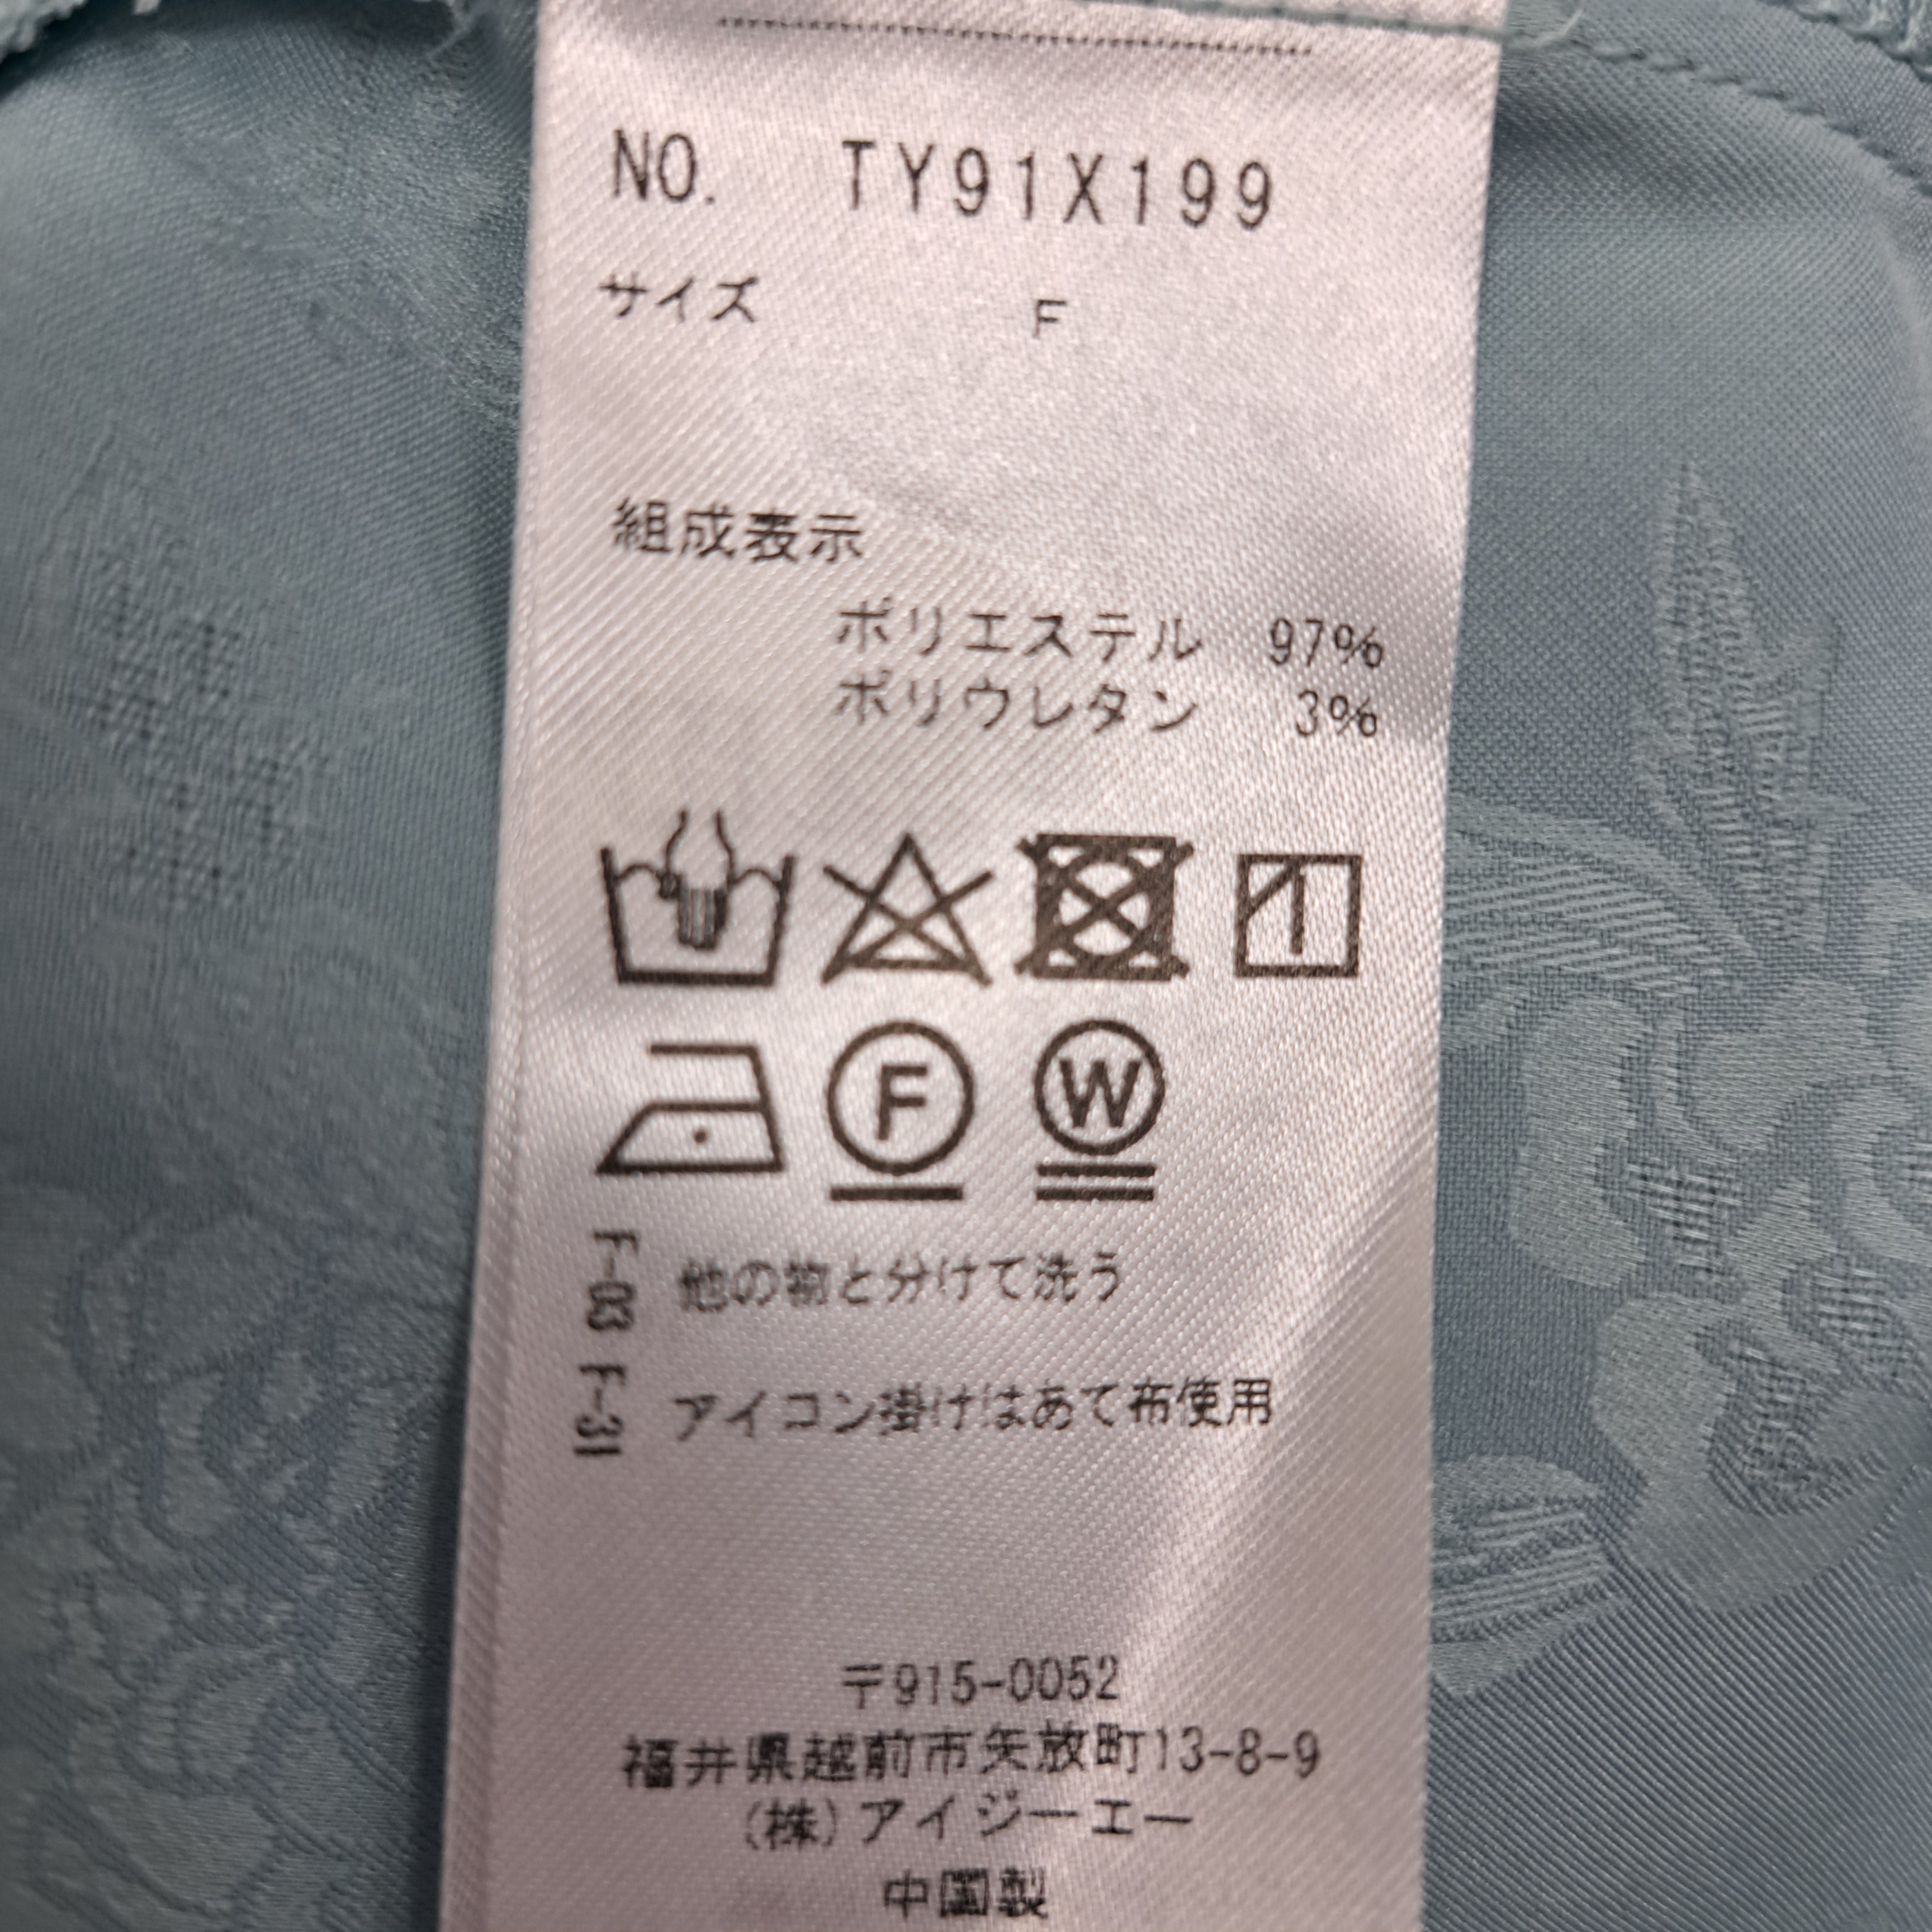 NO. TY91X199
サイズ F
組成表示
ポリエステル 97%
ポリウレタン 3%
F
W
F-03 他の物と分けて洗う
F-31 アイコン掛けはあて布使用
〒915-0052
福井県越前市矢放町13-8-9
(株)アイジーエー
中国製